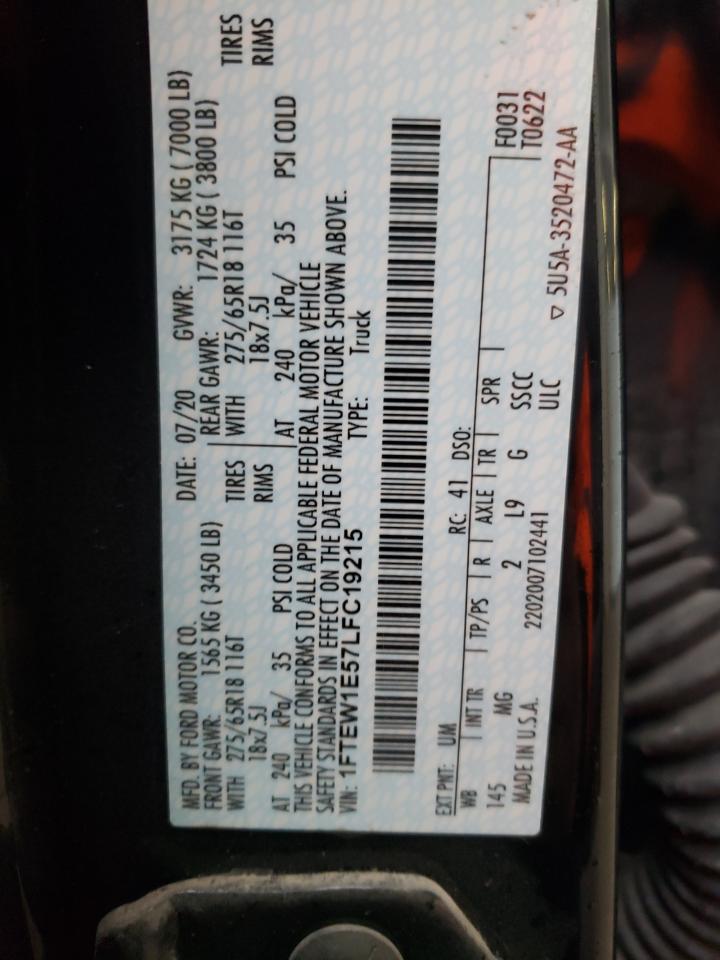 MFD. BY FORD MOTOR CO. DATE: 07/20 GVWR: 3175 KG ( 7000 LB)
FRONT GAWR: 1565 KG ( 3450 LB) REAR GAWR: 1724 KG ( 3800 LB)
WITH 275/65R18 116T TIRES WITH 275/65R18 116T TIRES
18x7.5J RIMS 18x7.5J RIMS
AT 240 kPa/ 35 PSI COLD AT 240 kPa/ 35 PSI COLD
THIS VEHICLE CONFORMS TO ALL APPLICABLE FEDERAL MOTOR VEHICLE
SAFETY STANDARDS IN EFFECT ON THE DATE OF MANUFACTURE SHOWN ABOVE.
VIN: 1FTEW1E57LFC19215 TYPE: Truck
EXT PNT: UM RC: 41 DSO:
WB INT TR TP/PS R AXLE TR SPR F0031
145 MG 2 L9 G SSCC T0622
MADE IN U.S.A. 2202007102441 ULC
▽ 5U5A-3520472-AA